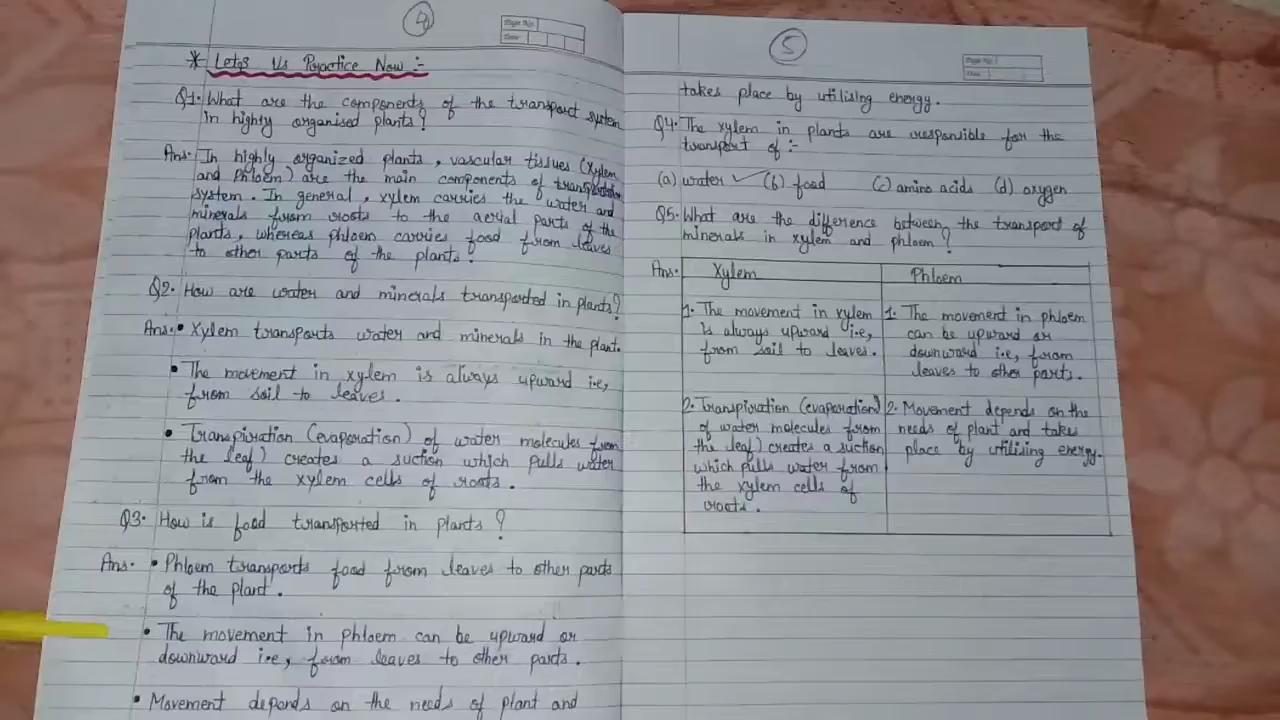 4
Page No.
Date
* Let's Us Practice Now :-
Q1. What are the components of the transport system
in highly organised plants?
Ans: In highly organized plants, vascular tissues (Xylem
and Phloem) are the main components of transportation
system. In general, xylem carries the water and
minerals from roots to the aerial parts of the
plants, whereas phloem carries food from leaves
to other parts of the plants.
Q2. How are water and minerals transported in plants?
Ans. • Xylem transports water and minerals in the plant.
• The movement in xylem is always upward i.e,
from soil to leaves.
• Transpiration (evaporation) of water molecules from
the leaf) creates a suction which pulls water
from the xylem cells of roots.
Q3. How is food transported in plants?
Ans. • Phloem transports food from leaves to other parts
of the plant.
• The movement in phloem can be upward or
downward i.e, from leaves to other parts.
• Movement depends on the needs of plant and
5
Page No.
Date
takes place by utilising energy.
Q4. The xylem in plants are responsible for the
transport of :-
(a) water ✓ (b) food (c) amino acids (d) oxygen
Q5. What are the difference between the transport of
minerals in xylem and phloem?
Ans. Xylem
1. The movement in xylem
is always upward i.e,
from soil to leaves.
2. Transpiration (evaporation)
of water molecules from
the leaf) creates a suction
which pulls water from
the xylem cells of
roots.
Phloem
1. The movement in phloem
can be upward or
downward i.e, from
leaves to other parts.
2. Movement depends on the
needs of plant and takes
place by utilising energy.